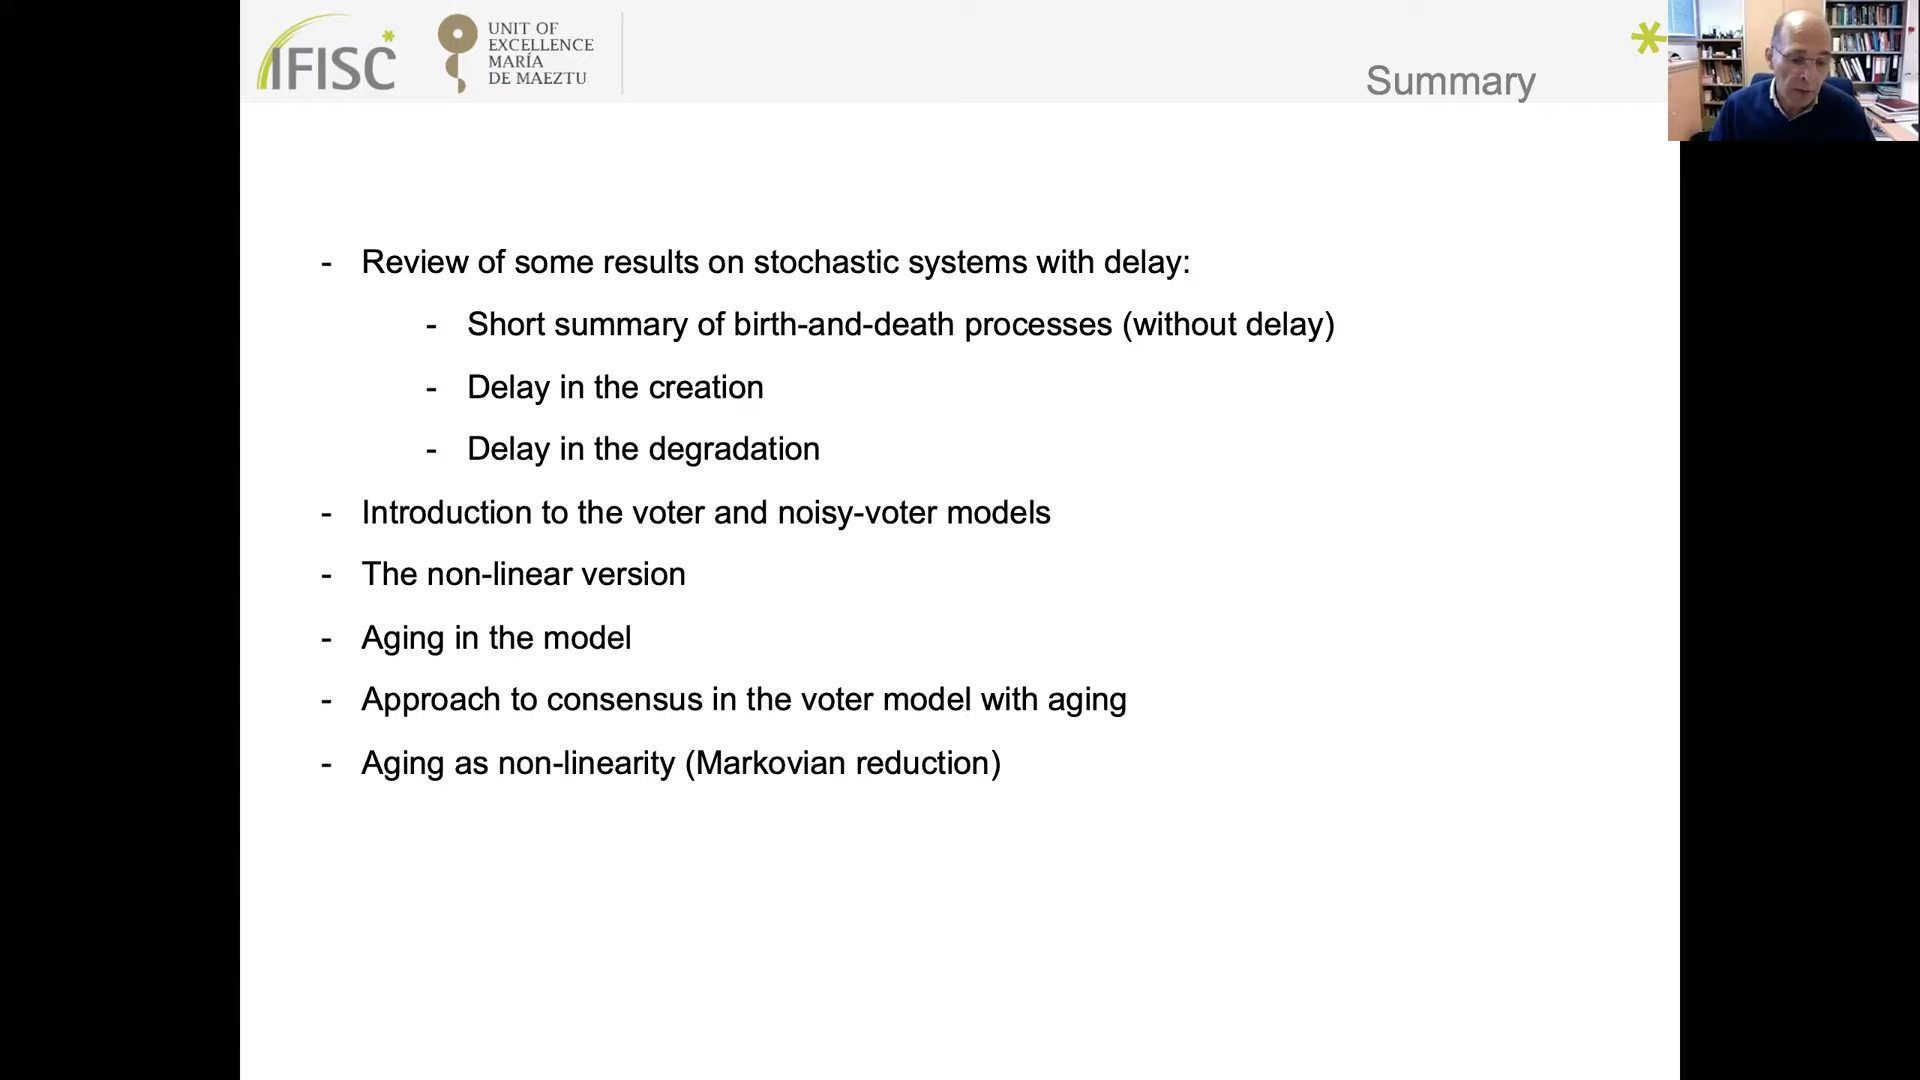 IFISC
UNIT OF
EXCELLENCE
MARÍA
DE MAEZTU
Summary
- Review of some results on stochastic systems with delay:
- Short summary of birth-and-death processes (without delay)
- Delay in the creation
- Delay in the degradation
- Introduction to the voter and noisy-voter models
- The non-linear version
- Aging in the model
- Approach to consensus in the voter model with aging
- Aging as non-linearity (Markovian reduction)